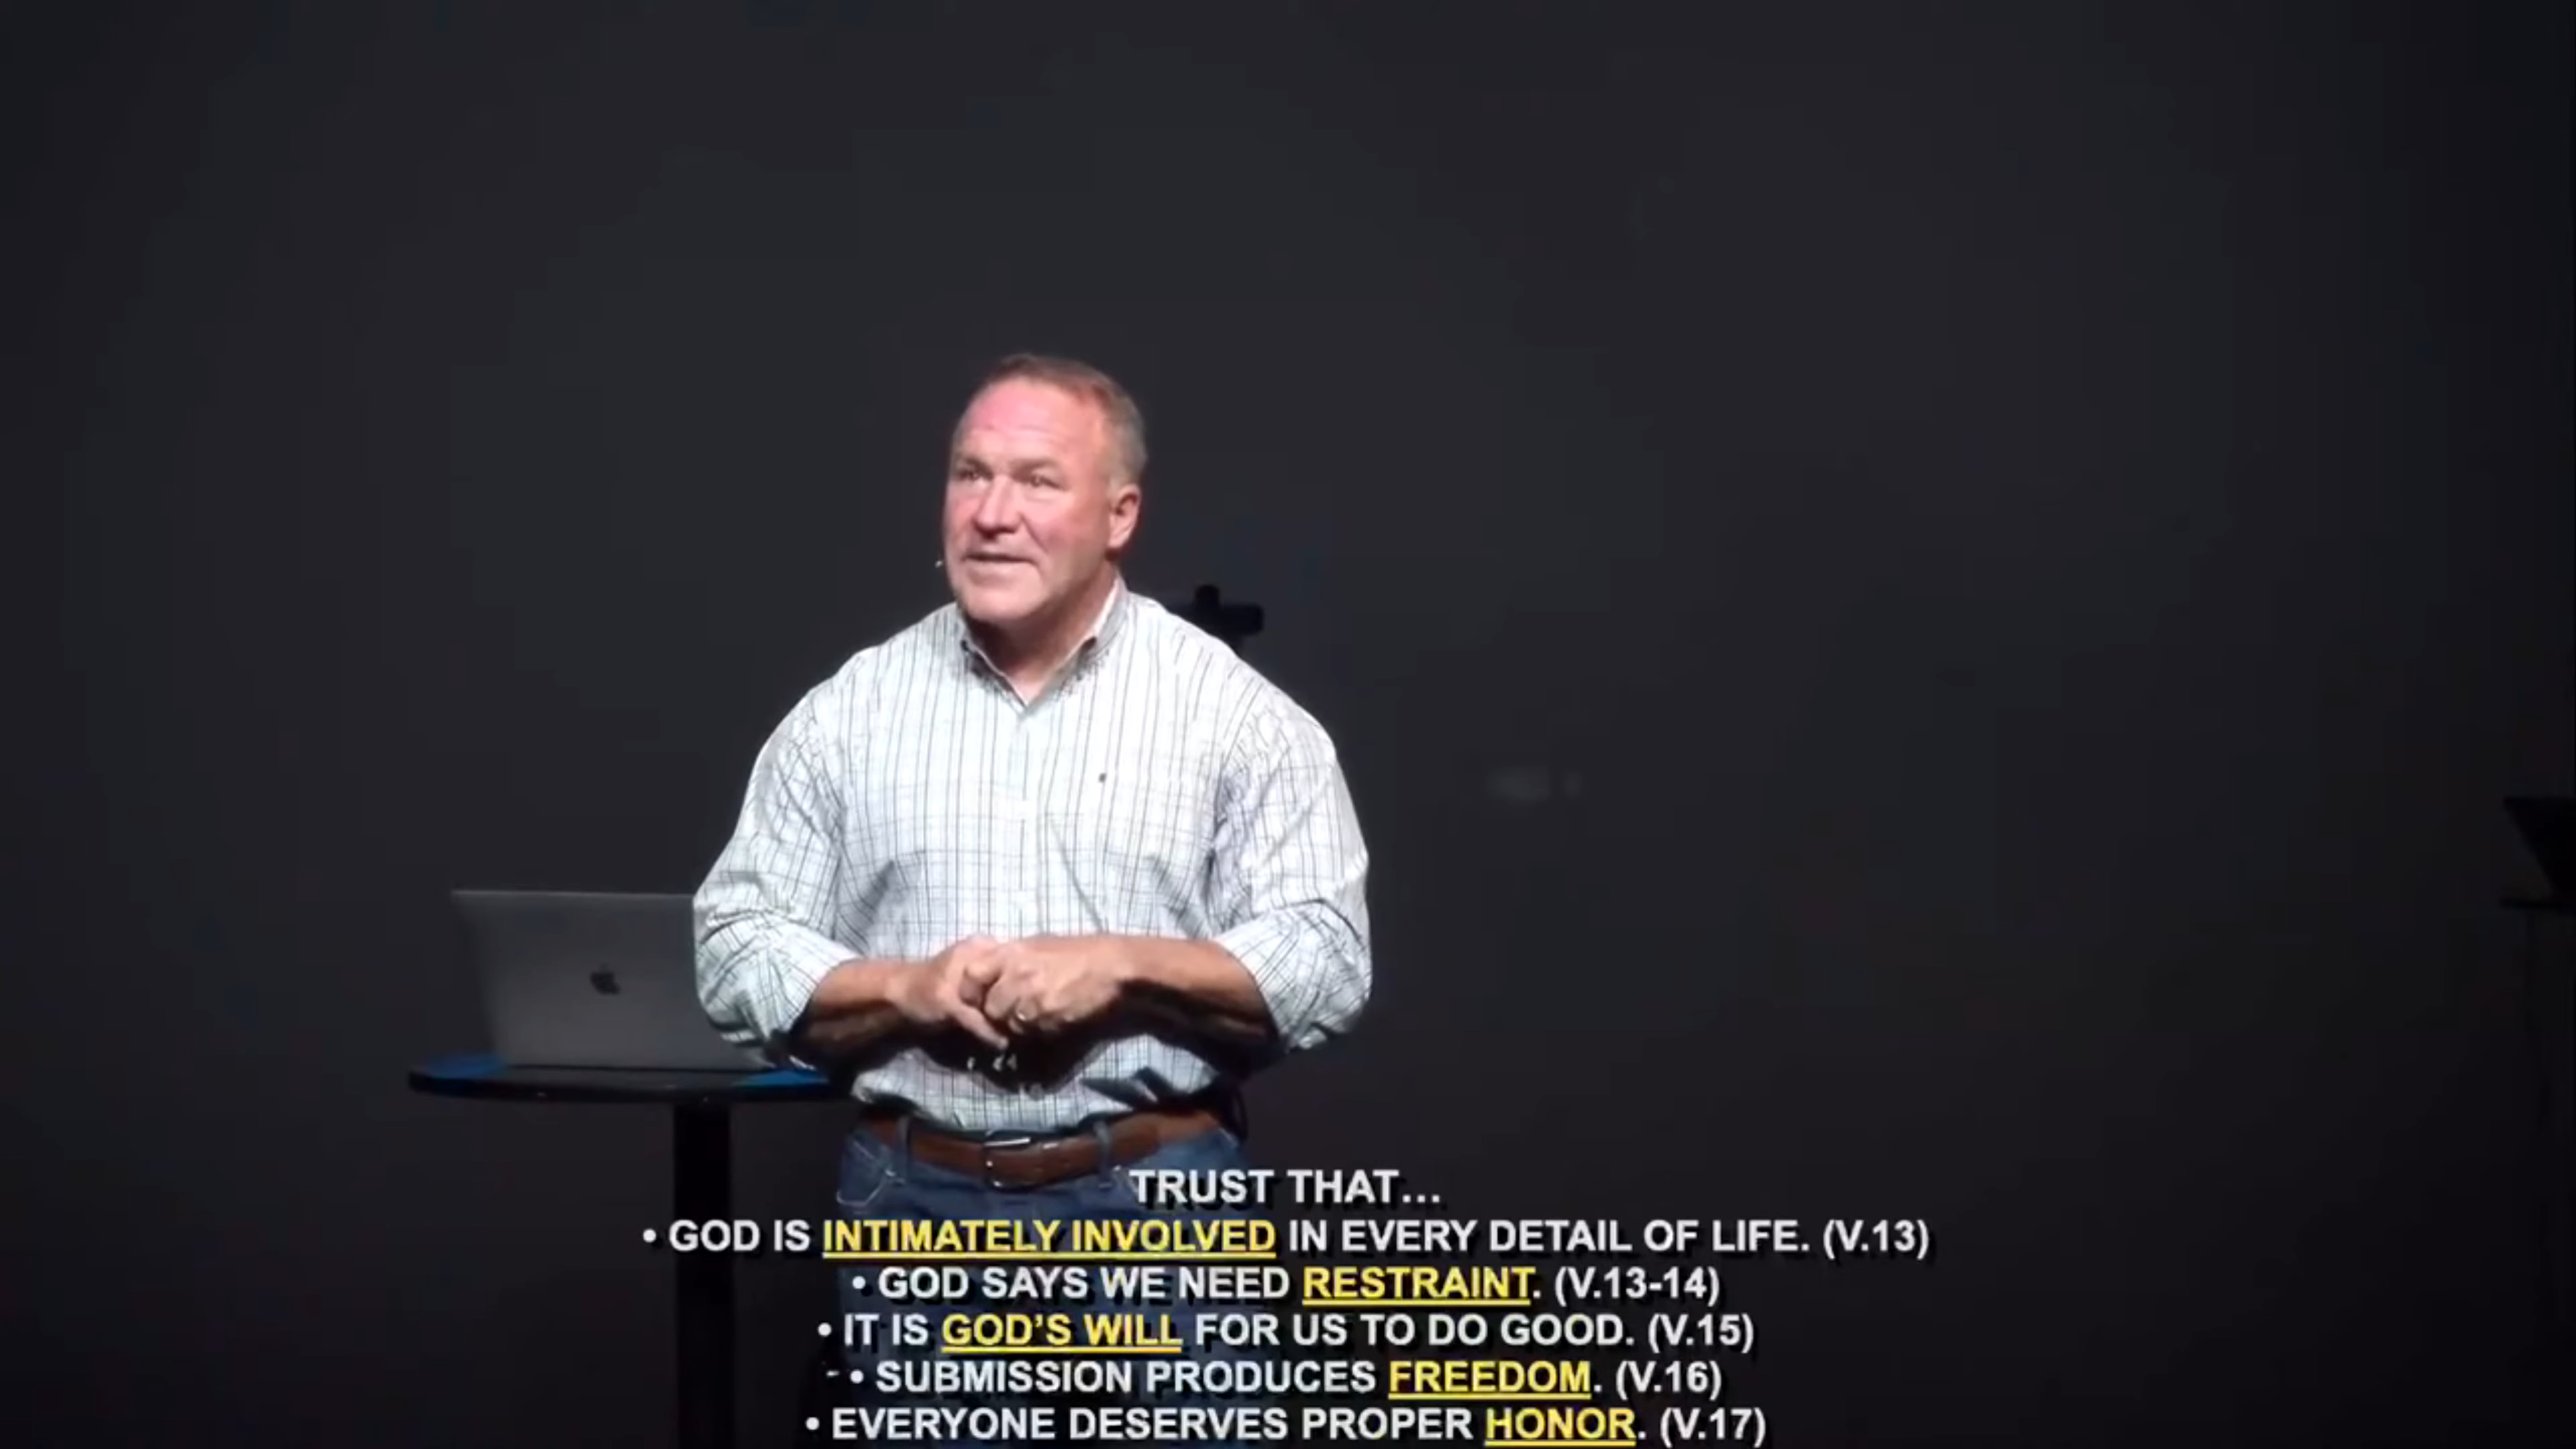 TRUST THAT…
• GOD IS INTIMATELY INVOLVED IN EVERY DETAIL OF LIFE. (V.13)
• GOD SAYS WE NEED RESTRAINT. (V.13-14)
• IT IS GOD’S WILL FOR US TO DO GOOD. (V.15)
- • SUBMISSION PRODUCES FREEDOM. (V.16)
• EVERYONE DESERVES PROPER HONOR. (V.17)